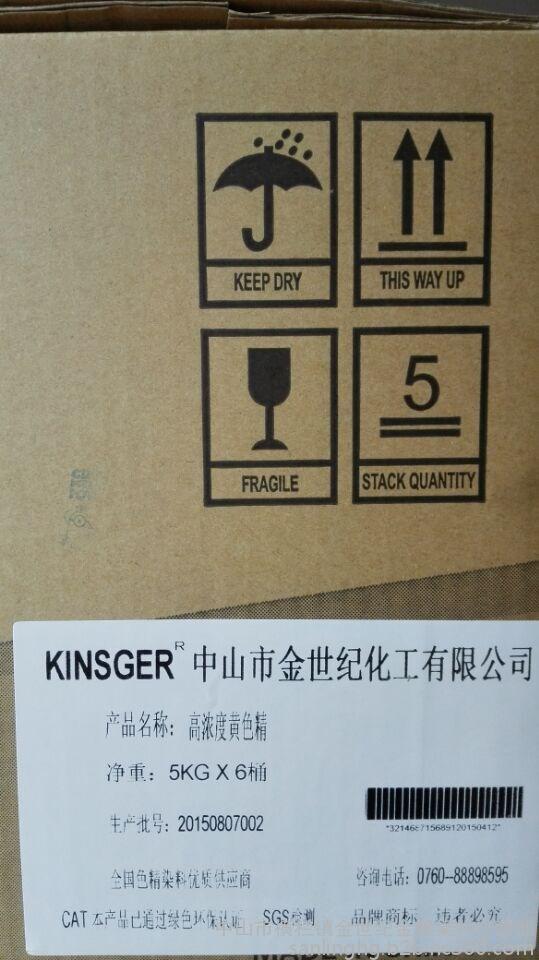 KEEP DRY
THIS WAY UP
FRAGILE
5
STACK QUANTITY
KINSGER R 中山市金世纪化工有限公司
产品名称：高浓度黄色精
净重：5KG X 6桶
生产批号：20150807002
*3214687156891 20150412*
全国色精染料优质供应商
咨询电话：0760--88898595
CAT 本产品已通过绿色环保认证 SGS检测 品牌商标 违者必究